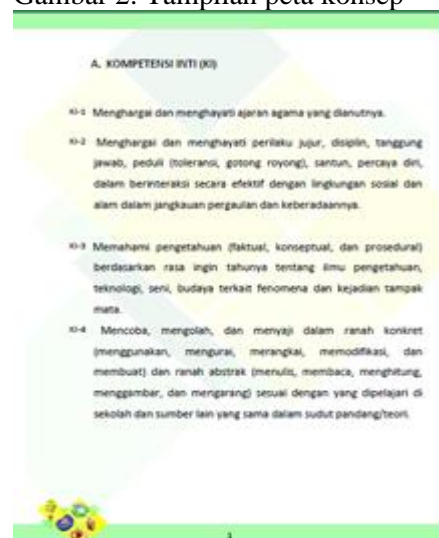 Gambar 2. Tampilan peta konsep
A. KOMPETENSI INTI (KI)
KI-1 Menghargai dan menghayati ajaran agama yang dianutnya.
KI-2 Menghargai dan menghayati perilaku jujur, disiplin, tanggung
jawab, peduli (toleransi, gotong royong), santun, percaya diri,
dalam berinteraksi secara efektif dengan lingkungan sosial dan
alam dalam jangkauan pergaulan dan keberadaannya.
KI-3 Memahami pengetahuan (faktual, konseptual, dan prosedural)
berdasarkan rasa ingin tahunya tentang ilmu pengetahuan,
teknologi, seni, budaya terkait fenomena dan kejadian tampak
mata.
KI-4 Mencoba, mengolah, dan menyaji dalam ranah konkret
(menggunakan, mengurai, merangkai, memodifikasi, dan
membuat) dan ranah abstrak (menulis, membaca, menghitung,
menggambar, dan mengarang) sesuai dengan yang dipelajari di
sekolah dan sumber lain yang sama dalam sudut pandang/teori.